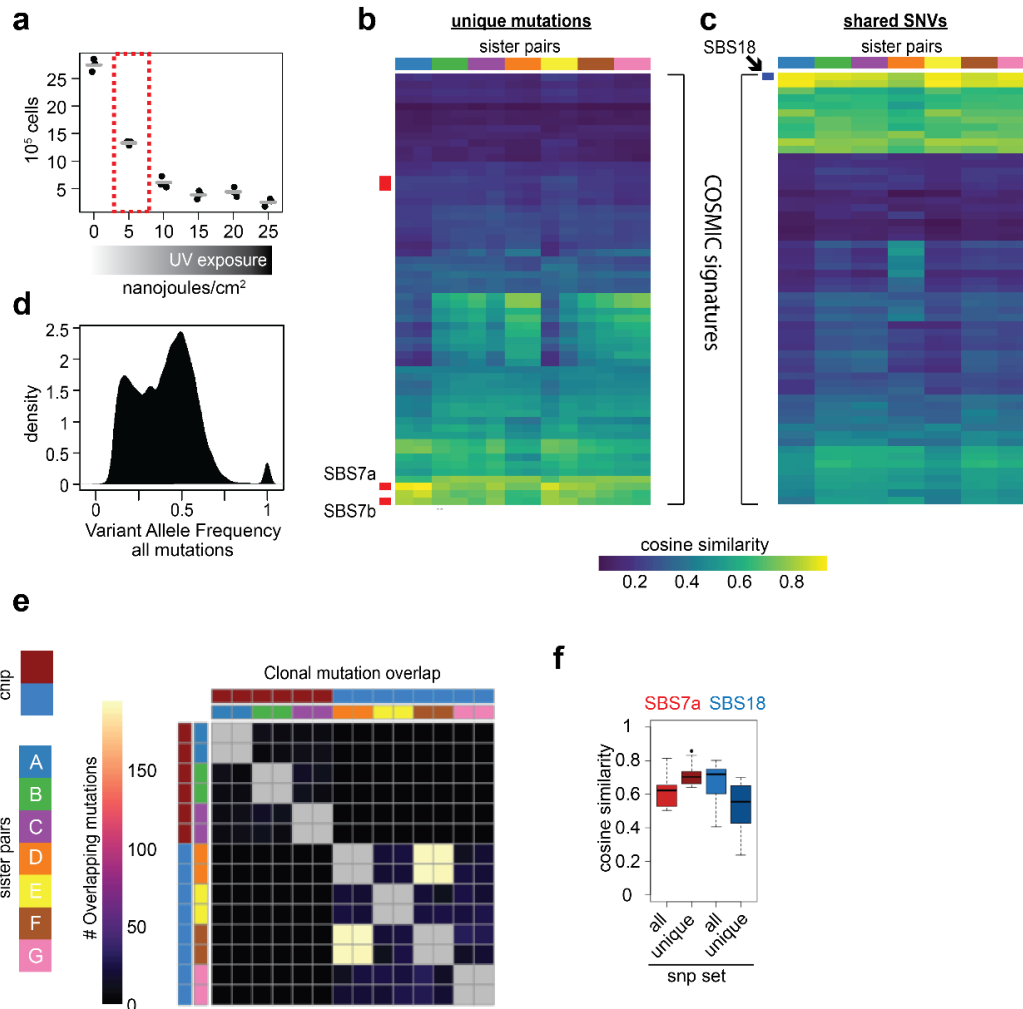 a
25
15
10
5
10⁵ cells
0 5 10 15 20 25
UV exposure
nanojoules/cm²
b
unique mutations
sister pairs
COSMIC signatures
SBS7a
SBS7b
c
shared SNVs
SBS18
sister pairs
cosine similarity
0.2 0.4 0.6 0.8
d
2.5
2
1.5
1
0.5
0
density
0 0.5 1
Variant Allele Frequency
all mutations
e
chip
sister pairs
A
B
C
D
E
F
G
# Overlapping mutations
150
100
50
0
Clonal mutation overlap
f
SBS7a SBS18
1
0.8
0.6
0.4
0.2
0
cosine similarity
all
unique
all
unique
snp set